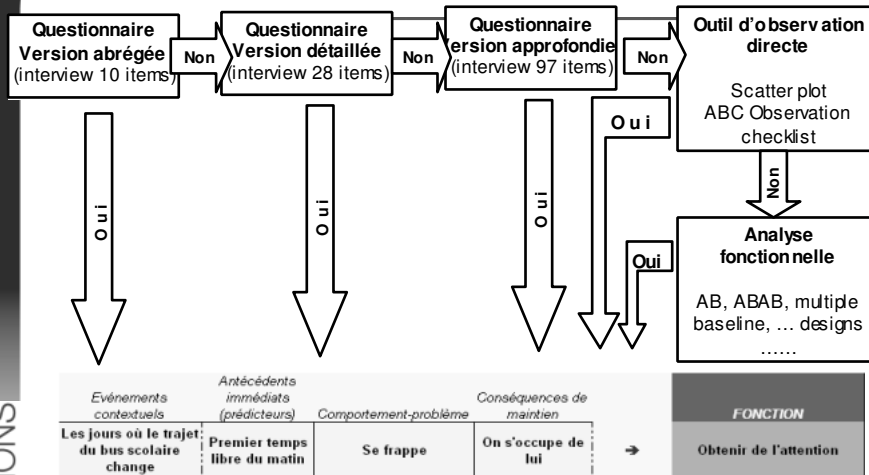 Questionnaire
Version abrégée
(interview 10 items)
Non
Questionnaire
Version détaillée
(interview 28 items)
Non
Questionnaire
Version approfondie
(interview 97 items)
Non
Outil d'observation
directe
Scatter plot
ABC Observation
checklist
Oui
Oui
Oui
Oui
Non
Oui
Analyse
fonctionnelle
AB, ABAB, multiple
baseline, ... designs
......
Evénements
contextuels
Antécédents
immédiats
(prédicteurs)
Comportement-problème
Conséquences de
maintien
FONCTION
Les jours où le trajet
du bus scolaire
change
Premier temps
libre du matin
Se frappe
On s'occupe de
lui
→
Obtenir de l'attention
IONS